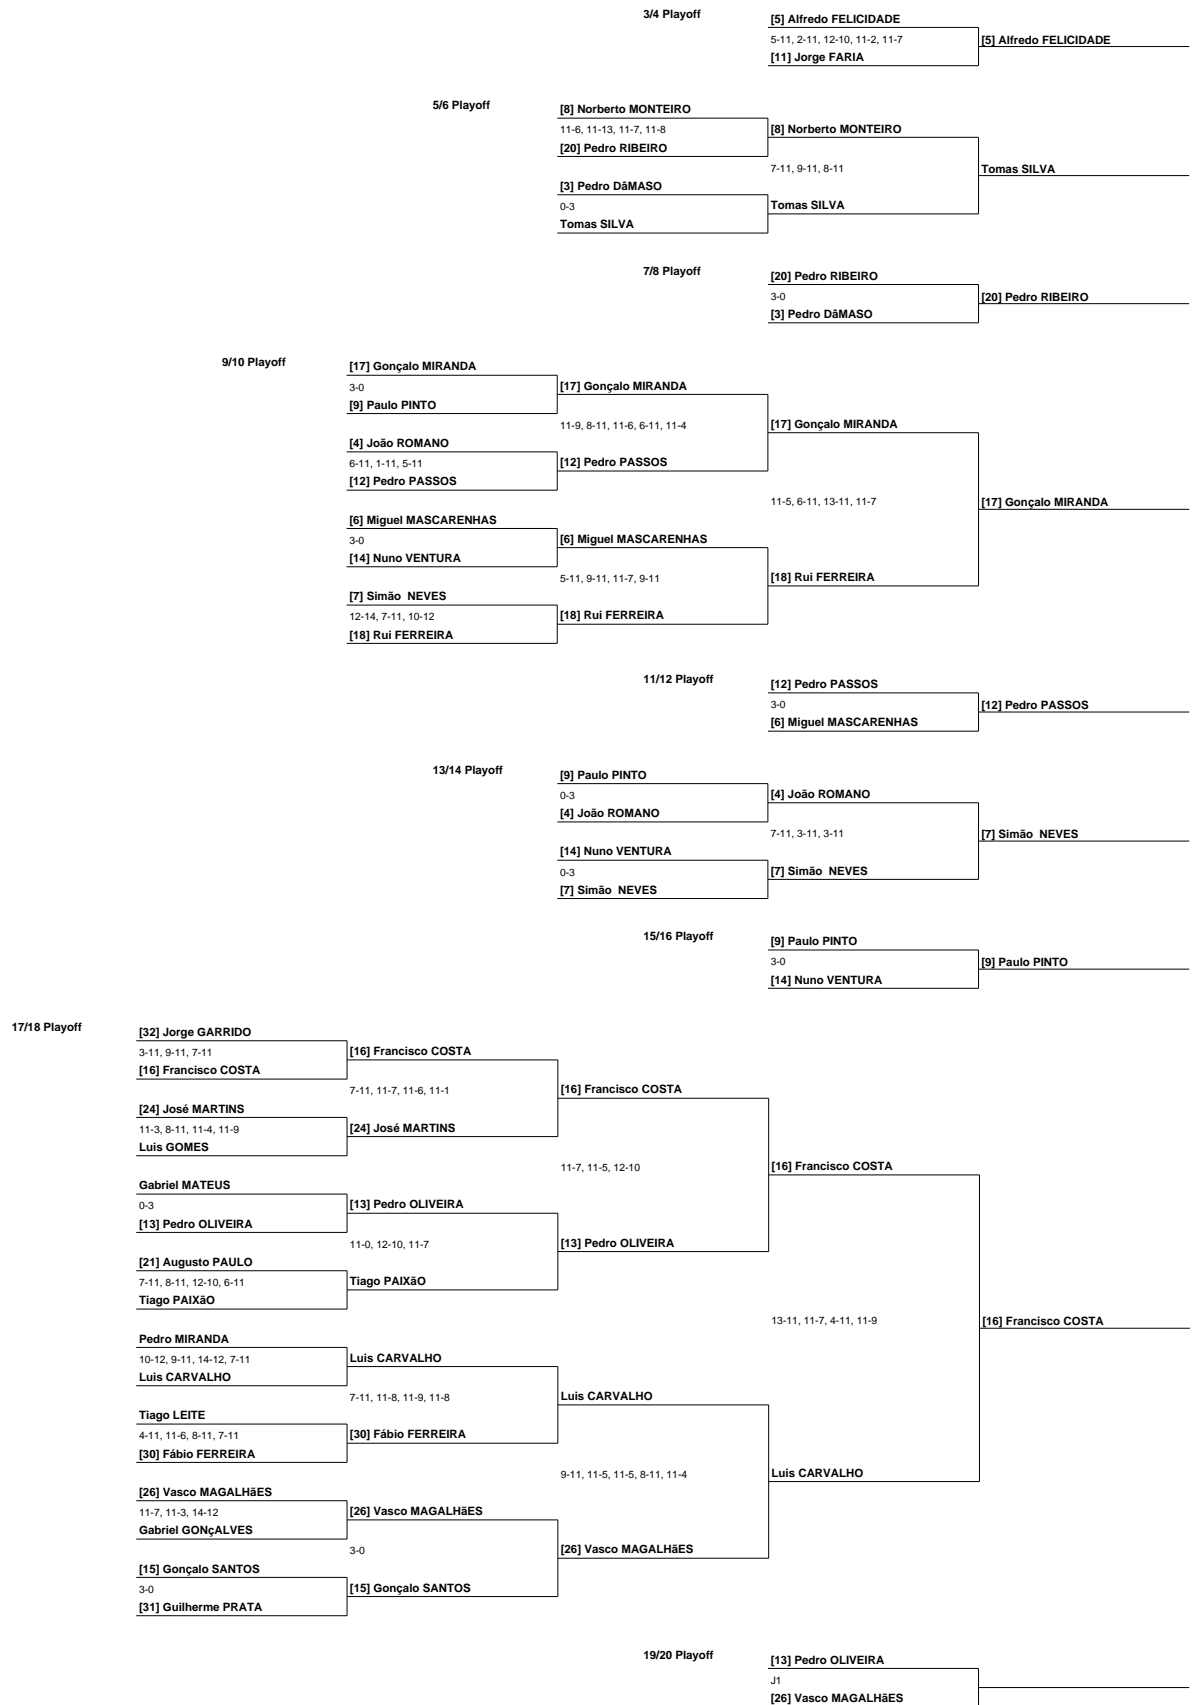 3/4 Playoff
[5] Alfredo FELICIDADE
5-11, 2-11, 12-10, 11-2, 11-7
[5] Alfredo FELICIDADE
[11] Jorge FARIA
5/6 Playoff
[8] Norberto MONTEIRO
11-6, 11-13, 11-7, 11-8
[8] Norberto MONTEIRO
[20] Pedro RIBEIRO
7-11, 9-11, 8-11
Tomas SILVA
[3] Pedro DâMASO
0-3
Tomas SILVA
Tomas SILVA
7/8 Playoff
[20] Pedro RIBEIRO
3-0
[20] Pedro RIBEIRO
[3] Pedro DâMASO
9/10 Playoff
[17] Gonçalo MIRANDA
3-0
[17] Gonçalo MIRANDA
[9] Paulo PINTO
11-9, 8-11, 11-6, 6-11, 11-4
[17] Gonçalo MIRANDA
[4] João ROMANO
6-11, 1-11, 5-11
[12] Pedro PASSOS
[12] Pedro PASSOS
11-5, 6-11, 13-11, 11-7
[17] Gonçalo MIRANDA
[6] Miguel MASCARENHAS
3-0
[6] Miguel MASCARENHAS
[14] Nuno VENTURA
5-11, 9-11, 11-7, 9-11
[18] Rui FERREIRA
[7] Simão  NEVES
12-14, 7-11, 10-12
[18] Rui FERREIRA
[18] Rui FERREIRA
11/12 Playoff
[12] Pedro PASSOS
3-0
[12] Pedro PASSOS
[6] Miguel MASCARENHAS
13/14 Playoff
[9] Paulo PINTO
0-3
[4] João ROMANO
[4] João ROMANO
7-11, 3-11, 3-11
[7] Simão  NEVES
[14] Nuno VENTURA
0-3
[7] Simão  NEVES
[7] Simão  NEVES
15/16 Playoff
[9] Paulo PINTO
3-0
[9] Paulo PINTO
[14] Nuno VENTURA
17/18 Playoff
[32] Jorge GARRIDO
3-11, 9-11, 7-11
[16] Francisco COSTA
[16] Francisco COSTA
7-11, 11-7, 11-6, 11-1
[16] Francisco COSTA
[24] José MARTINS
11-3, 8-11, 11-4, 11-9
[24] José MARTINS
Luis GOMES
11-7, 11-5, 12-10
[16] Francisco COSTA
Gabriel MATEUS
0-3
[13] Pedro OLIVEIRA
[13] Pedro OLIVEIRA
11-0, 12-10, 11-7
[13] Pedro OLIVEIRA
[21] Augusto PAULO
7-11, 8-11, 12-10, 6-11
Tiago PAIXãO
Tiago PAIXãO
13-11, 11-7, 4-11, 11-9
[16] Francisco COSTA
Pedro MIRANDA
10-12, 9-11, 14-12, 7-11
Luis CARVALHO
Luis CARVALHO
7-11, 11-8, 11-9, 11-8
Luis CARVALHO
Tiago LEITE
4-11, 11-6, 8-11, 7-11
[30] Fábio FERREIRA
[30] Fábio FERREIRA
9-11, 11-5, 11-5, 8-11, 11-4
Luis CARVALHO
[26] Vasco MAGALHãES
11-7, 11-3, 14-12
[26] Vasco MAGALHãES
Gabriel GONçALVES
3-0
[26] Vasco MAGALHãES
[15] Gonçalo SANTOS
3-0
[15] Gonçalo SANTOS
[31] Guilherme PRATA
19/20 Playoff
[13] Pedro OLIVEIRA
J1
[26] Vasco MAGALHãES